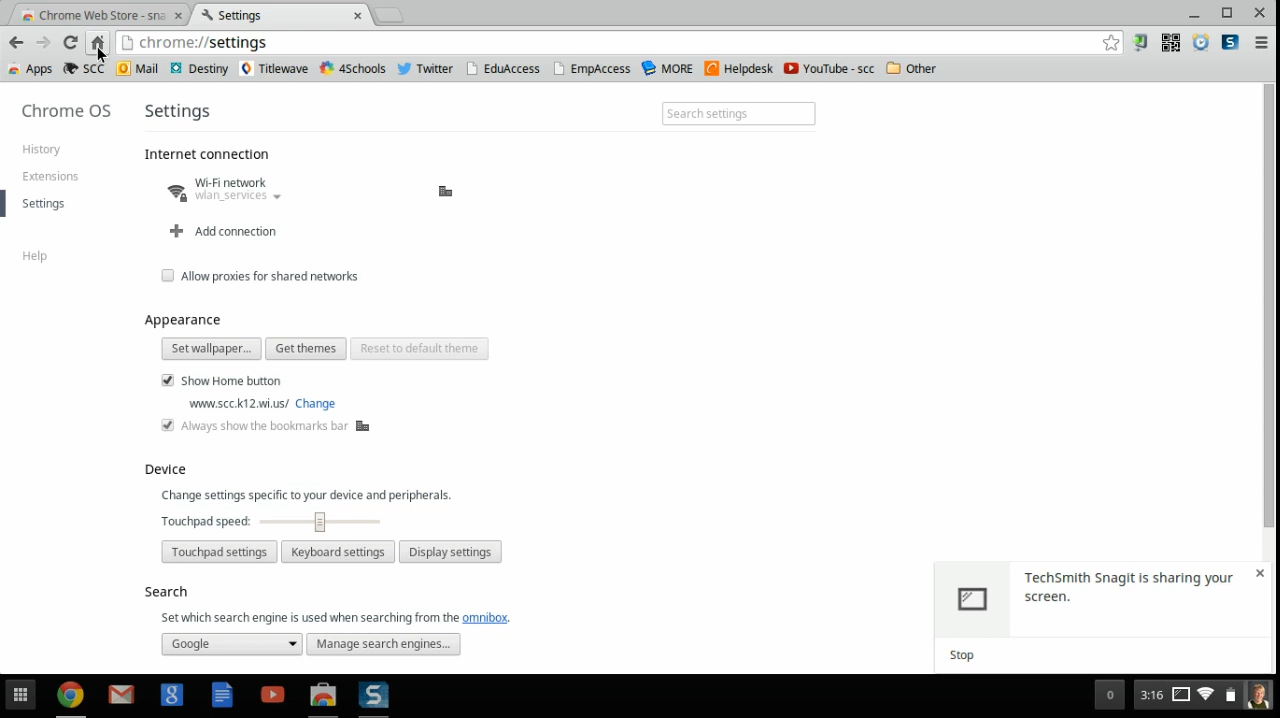 Chrome Web Store - sna
Settings
chrome://settings
Apps SCC Mail Destiny Titlewave 4Schools Twitter EduAccess EmpAccess MORE Helpdesk YouTube - scc Other
Chrome OS
History
Extensions
Settings
Help
Settings
Search settings
Internet connection
Wi-Fi network
wlan_services
Add connection
Allow proxies for shared networks
Appearance
Set wallpaper... Get themes Reset to default theme
Show Home button
www.scc.k12.wi.us/ Change
Always show the bookmarks bar
Device
Change settings specific to your device and peripherals.
Touchpad speed:
Touchpad settings Keyboard settings Display settings
Search
Set which search engine is used when searching from the omnibox.
Google Manage search engines...
TechSmith Snagit is sharing your
screen.
Stop
0 3:16